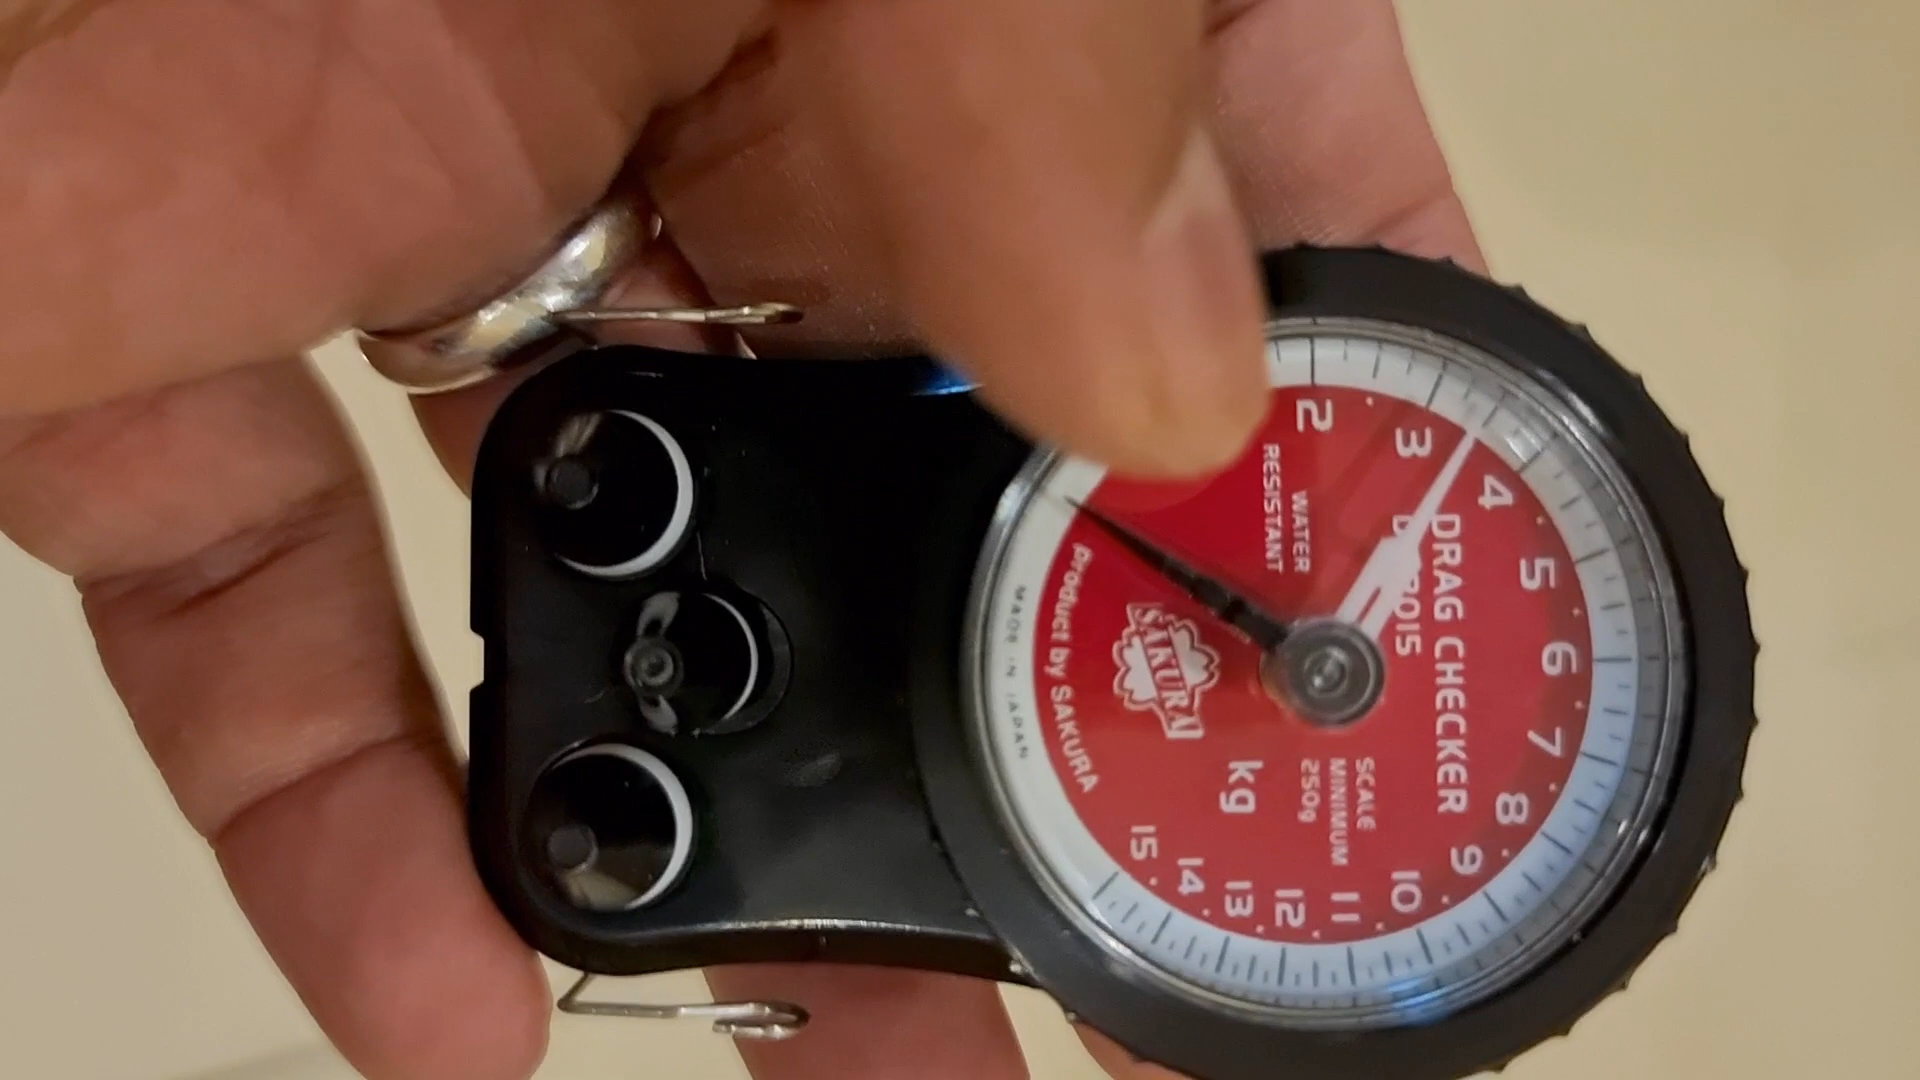 2
3
4
5
6
7
8
9
10
11
12
13
14
15
DRAG CHECKER
WATER
RESISTANT
SAKURA
product by SAKURA
MADE IN JAPAN
kg
SCALE
MINIMUM
250g